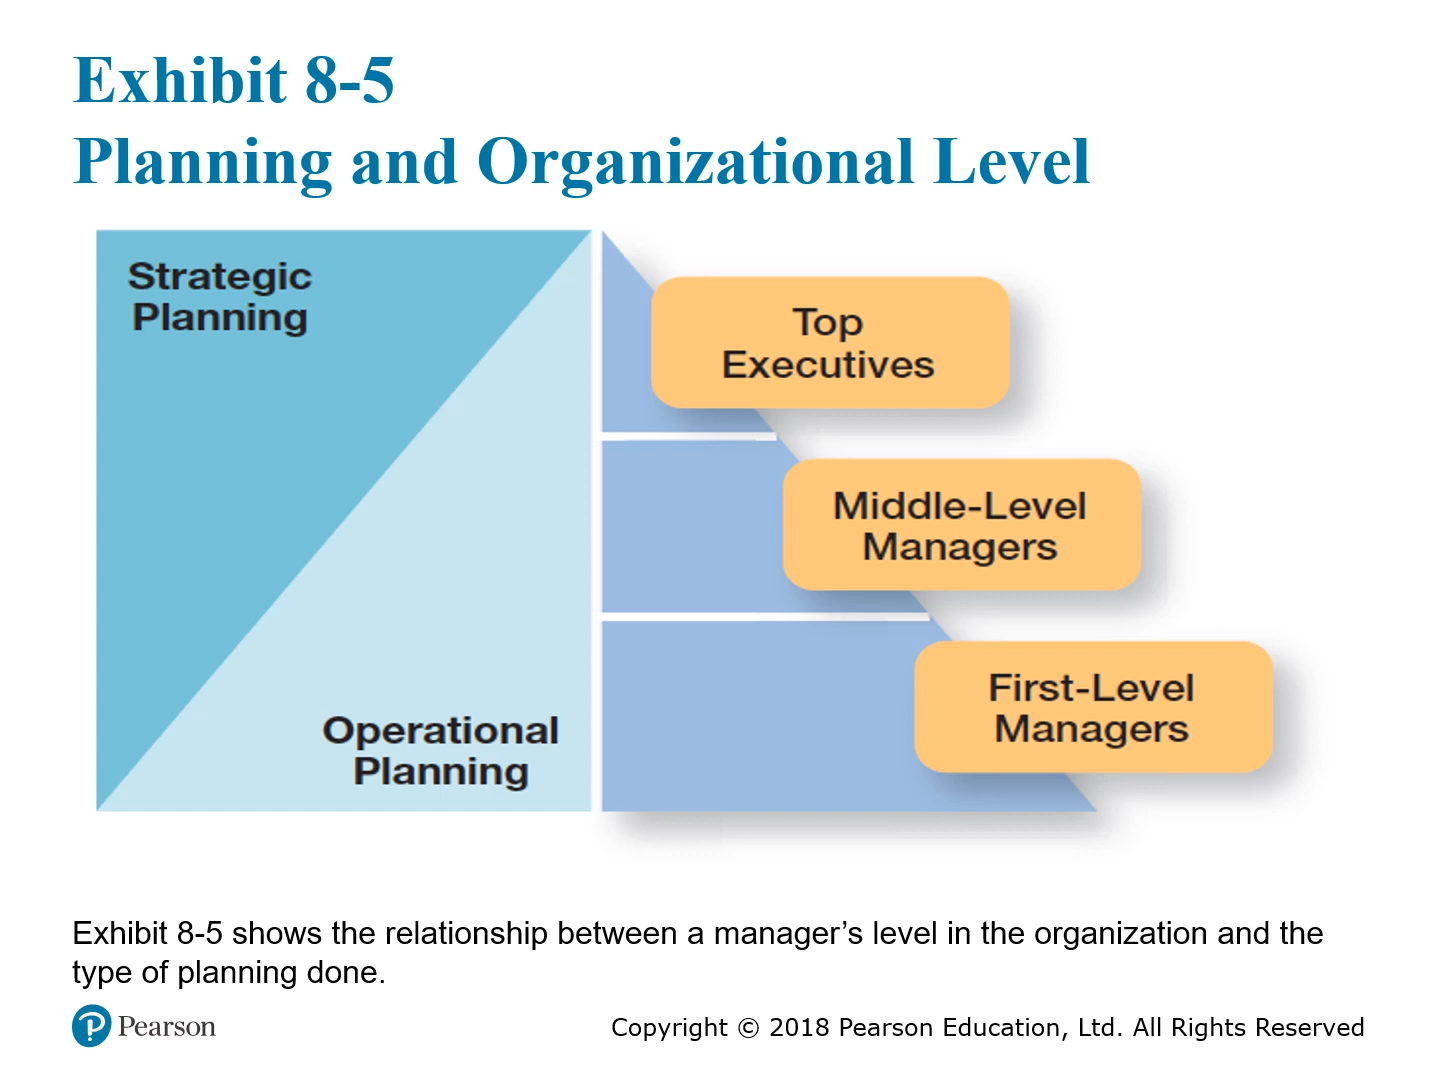 Exhibit 8-5
Planning and Organizational Level
Strategic
Planning
Top
Executives
Middle-Level
Managers
First-Level
Managers
Operational
Planning
Exhibit 8-5 shows the relationship between a manager’s level in the organization and the
type of planning done.
Pearson
Copyright © 2018 Pearson Education, Ltd. All Rights Reserved